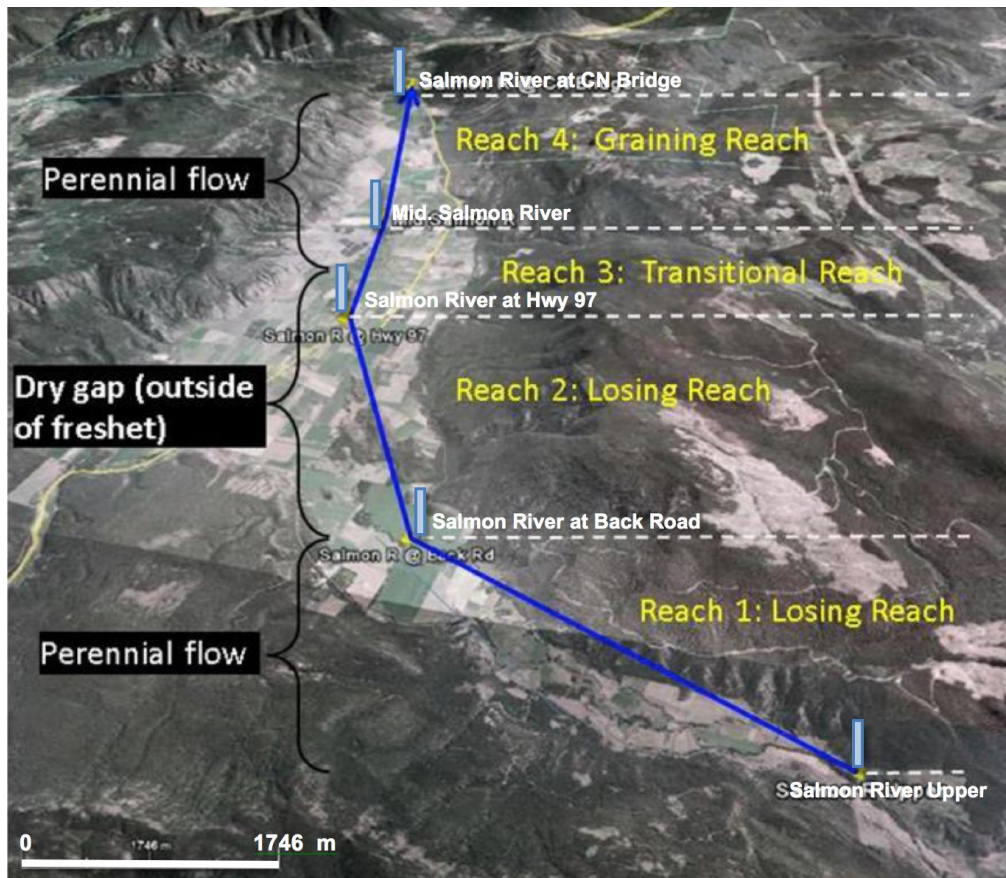 Salmon River at CN Bridge
Reach 4: Graining Reach
Perennial flow
Mid. Salmon River
Reach 3: Transitional Reach
Salmon River at Hwy 97
Salmon R @ Hwy 97
Dry gap (outside
of freshet)
Reach 2: Losing Reach
Salmon River at Back Road
Salmon R @ Back Rd
Reach 1: Losing Reach
Perennial flow
Salmon River Upper
0 1746 m 1746 m